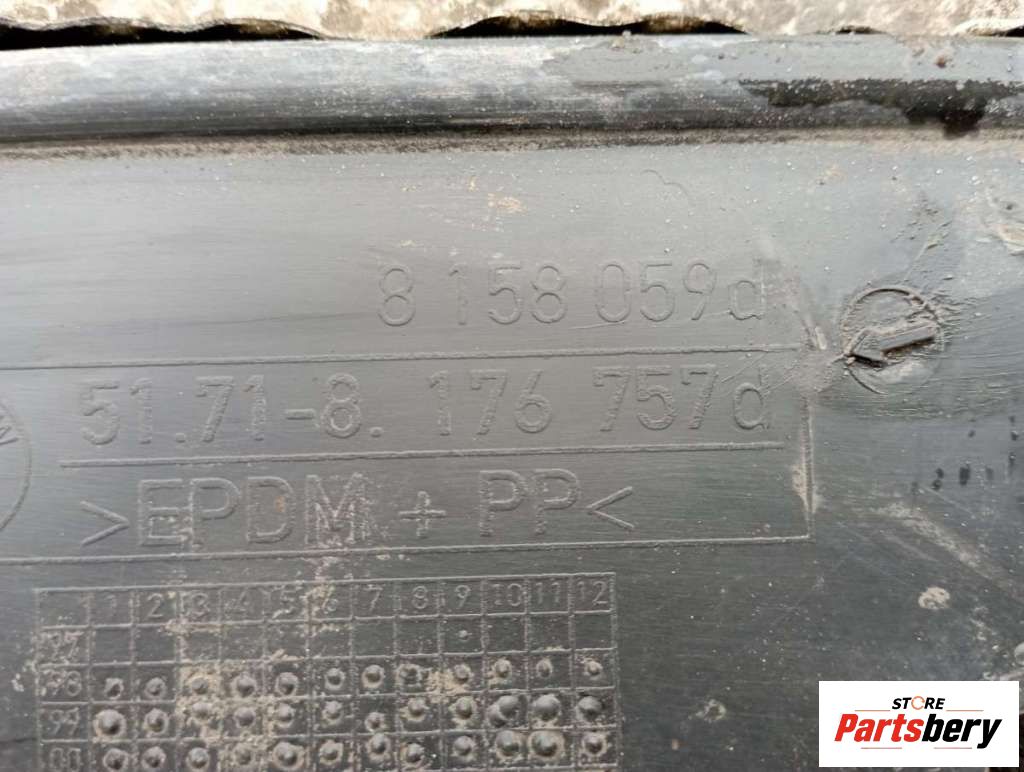 8 158 059d
51.71-8. 176 757d
>EPDM + PP<
1 2 3 4 5 6 7 8 9 10 11 12
97
98
99
00
STORE
Partsbery